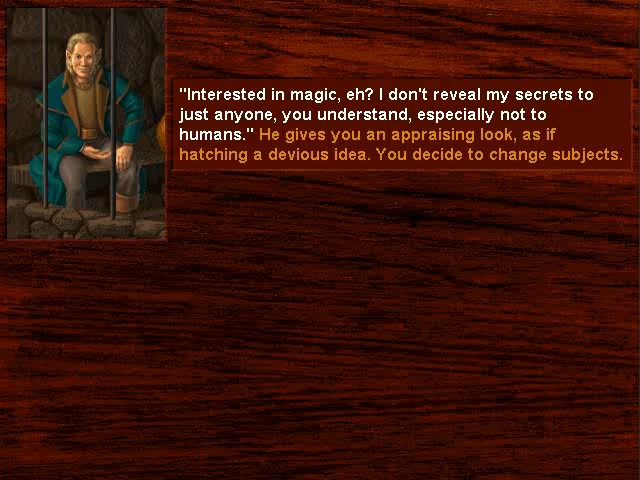 "Interested in magic, eh? I don't reveal my secrets to
just anyone, you understand, especially not to
humans." He gives you an appraising look, as if
hatching a devious idea. You decide to change subjects.